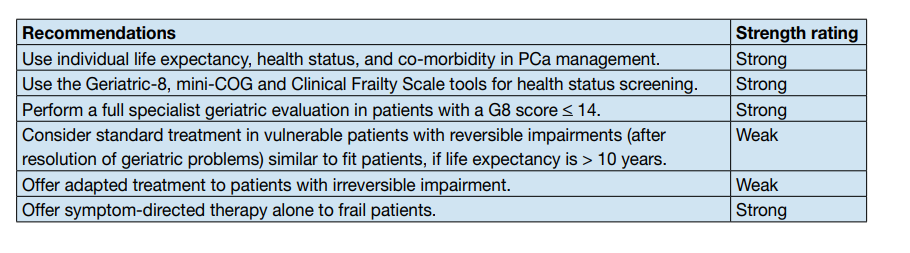 Recommendations Strength rating
Use individual life expectancy, health status, and co-morbidity in PCa management. Strong
Use the Geriatric-8, mini-COG and Clinical Frailty Scale tools for health status screening. Strong
Perform a full specialist geriatric evaluation in patients with a G8 score ≤ 14. Strong
Consider standard treatment in vulnerable patients with reversible impairments (after Weak
resolution of geriatric problems) similar to fit patients, if life expectancy is > 10 years.
Offer adapted treatment to patients with irreversible impairment. Weak
Offer symptom-directed therapy alone to frail patients. Strong